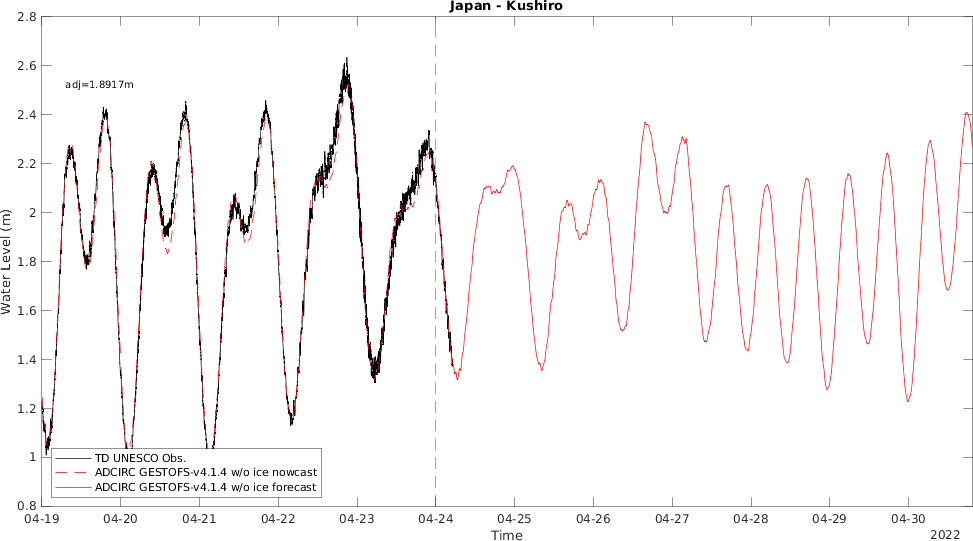 Japan - Kushiro
2.8
2.6
adj=1.8917m
2.4
2.2
2
1.8
1.6
1.4
1.2
1
0.8
Water Level (m)
TD UNESCO Obs.
ADCIRC GESTOFS-v4.1.4 w/o ice nowcast
ADCIRC GESTOFS-v4.1.4 w/o ice forecast
04-19 04-20 04-21 04-22 04-23 04-24 04-25 04-26 04-27 04-28 04-29 04-30
2022
Time